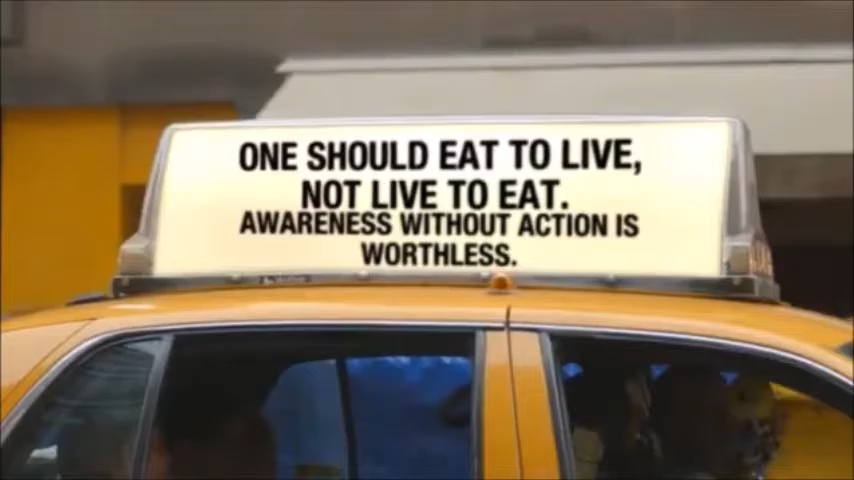 ONE SHOULD EAT TO LIVE,
NOT LIVE TO EAT.
AWARENESS WITHOUT ACTION IS
WORTHLESS.